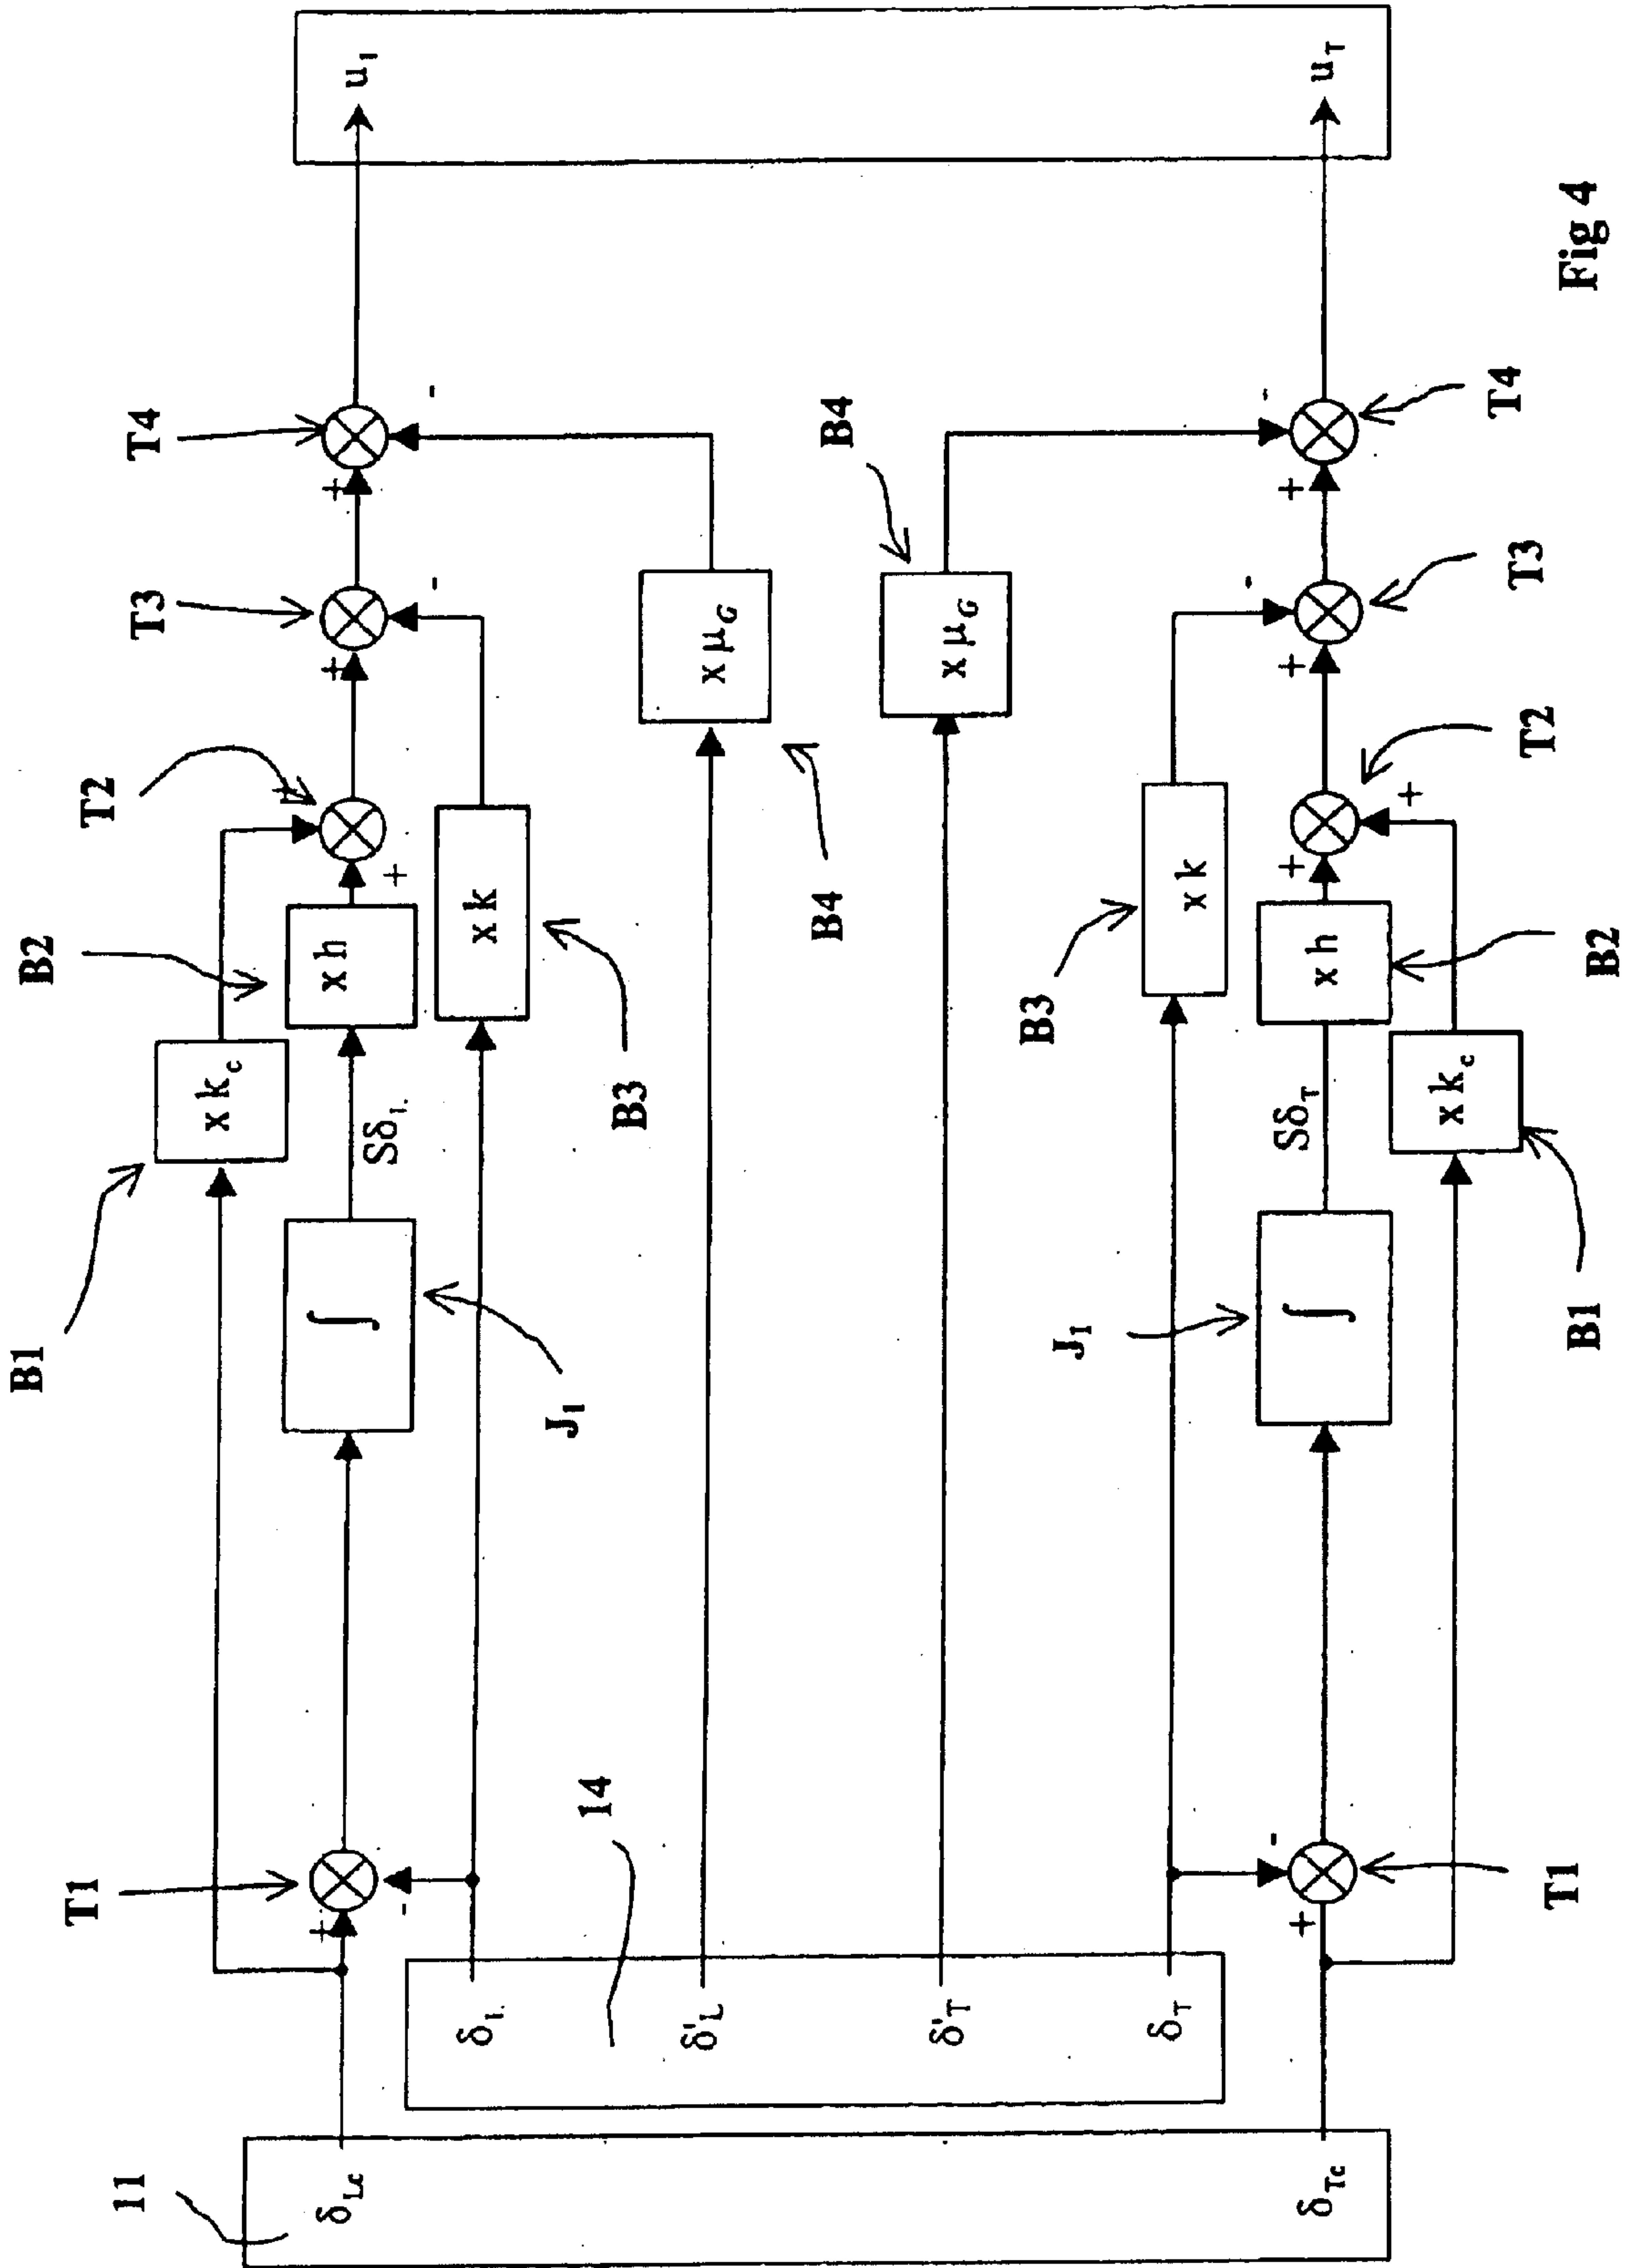 11
δLc
δTc
14
δL
δ'L
δ'T
δT
T1
+
-
B1
x kc
∫
J1
SδL
B2
x h
x k
B3
T2
+
+
T3
+
-
T4
+
-
x μG
B4
uI
B4
x μG
B3
x k
T1
+
-
J1
∫
SδT
x h
B2
x kc
B1
T2
+
+
T3
+
-
T4
+
-
uT
Fig 4